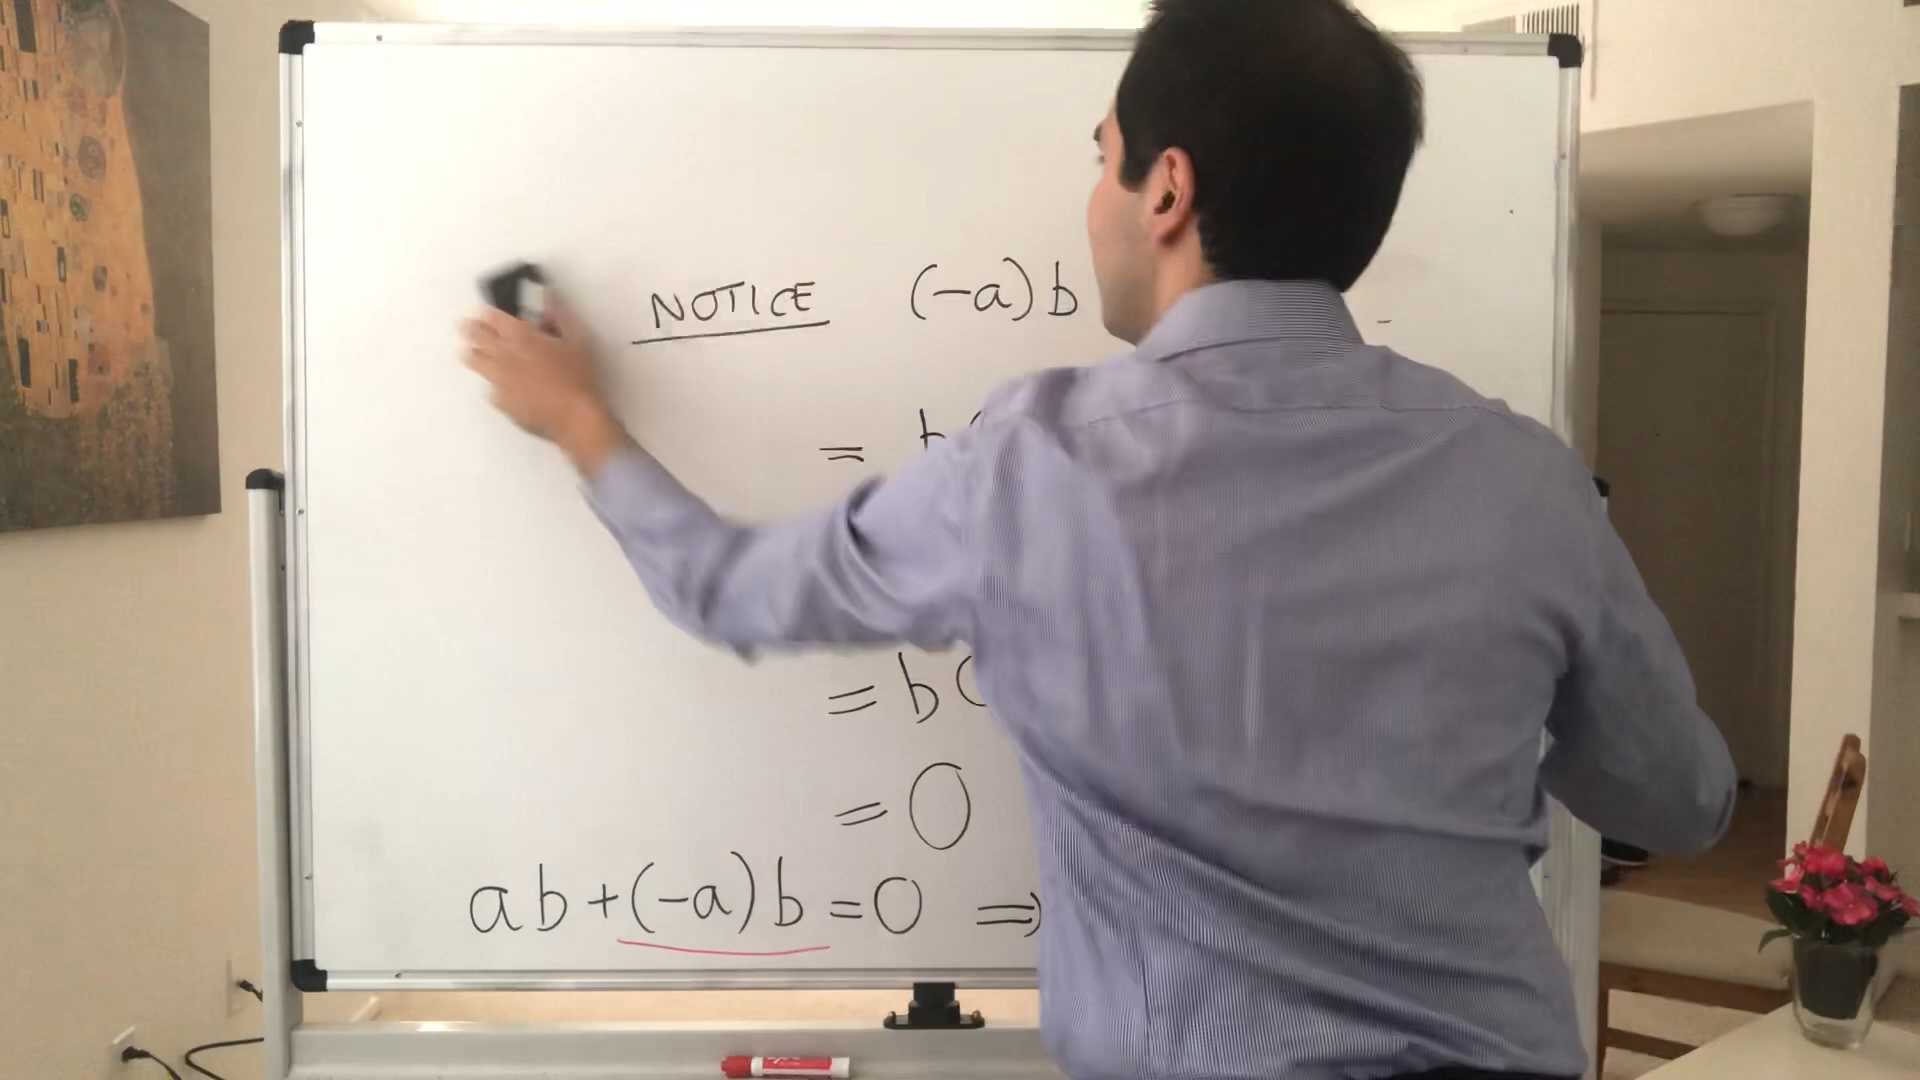 NOTICE (-a)b
= b(
= b(
= 0
ab+(-a)b=0 ⇒